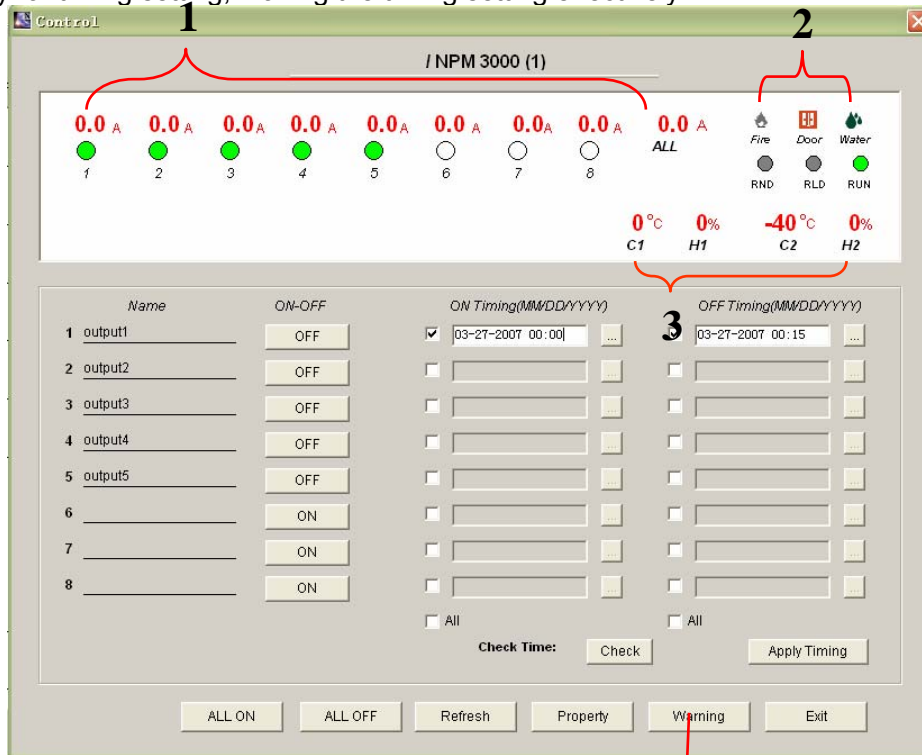 Control
1
2
/ NPM 3000 (1)
0.0 A 0.0 A 0.0 A 0.0 A 0.0 A 0.0 A 0.0 A 0.0 A 0.0 A
ALL
Fire Door Water
1 2 3 4 5 6 7 8
RND RLD RUN
0 °C 0% -40 °C 0%
C1 H1 C2 H2
3
Name ON-OFF ON Timing(MM/DD/YYYY) OFF Timing(MM/DD/YYYY)
1 output1 OFF 03-27-2007 00:00 ... 03-27-2007 00:15 ...
2 output2 OFF ... ...
3 output3 OFF ... ...
4 output4 OFF ... ...
5 output5 OFF ... ...
6 ON ... ...
7 ON ... ...
8 ON ... ...
All All
Check Time: Check Apply Timing
ALL ON ALL OFF Refresh Property Warning Exit